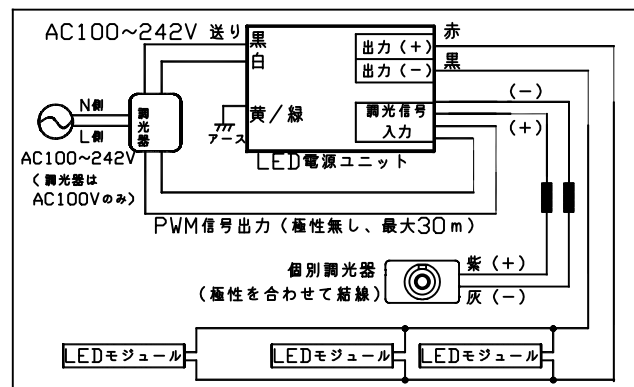 AC100~242V 送り
黒
白
黄/緑
アース
出力(+)
出力(-)
赤
黒
調光信号
入力
(-)
(+)
N側
L側
調光器
AC100~242V
(調光器は
AC100Vのみ)
LED電源ユニット
PWM信号出力(極性無し、最大30m)
個別調光器
(極性を合わせて結線)
紫(+)
灰(-)
LEDモジュール
LEDモジュール
LEDモジュール